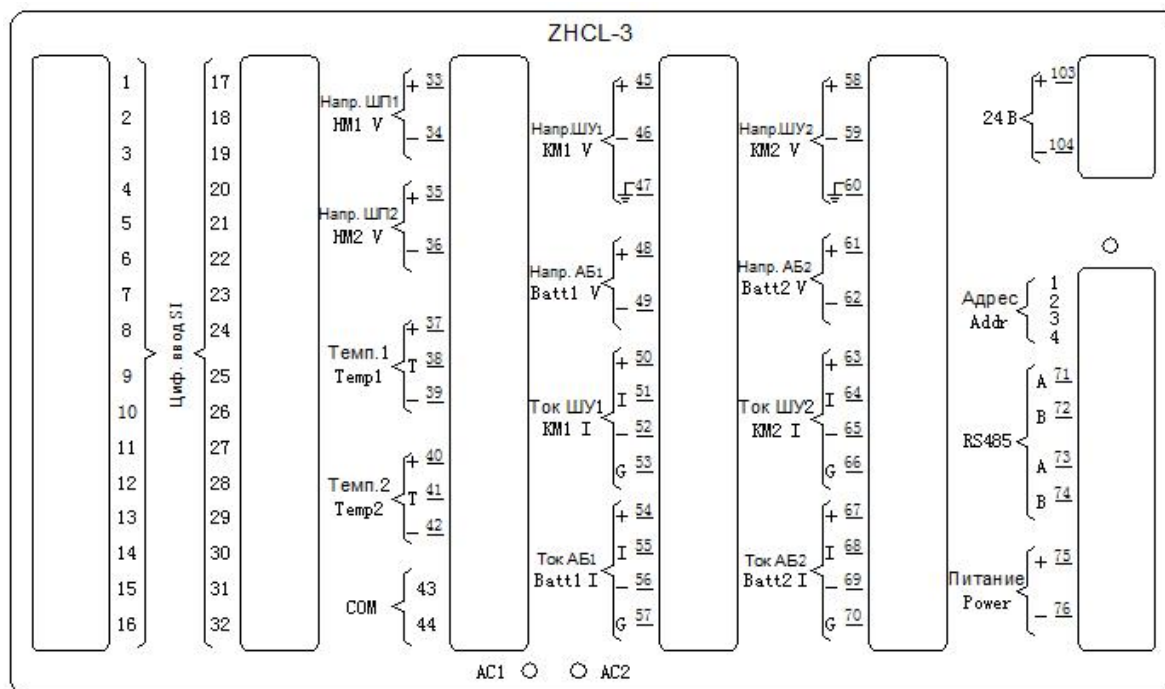 ZHCL-3
1
2
3
4
5
6
7
8
9
10
11
12
13
14
15
16
Циф. ввод SI
17
18
19
20
21
22
23
24
25
26
27
28
29
30
31
32
Напр. ШП1
HM1 V
+ 33
– 34
Напр. ШП2
HM2 V
+ 35
– 36
Темп.1
Temp1
+ 37
T 38
– 39
Темп.2
Temp2
+ 40
T 41
– 42
COM
43
44
Напр.ШУ1
KM1 V
+ 45
– 46
47
Напр. АБ1
Batt1 V
+ 48
– 49
Ток ШУ1
KM1 I
+ 50
I 51
– 52
G 53
Ток АБ1
Batt1 I
+ 54
I 55
– 56
G 57
Напр.ШУ2
KM2 V
+ 58
– 59
60
Напр. АБ2
Batt2 V
+ 61
– 62
Ток ШУ2
KM2 I
+ 63
I 64
– 65
G 66
Ток АБ2
Batt2 I
+ 67
I 68
– 69
G 70
24 В
+ 103
– 104
Адрес
Addr
1
2
3
4
RS485
A 71
B 72
A 73
B 74
Питание
Power
+ 75
– 76
AC1
AC2